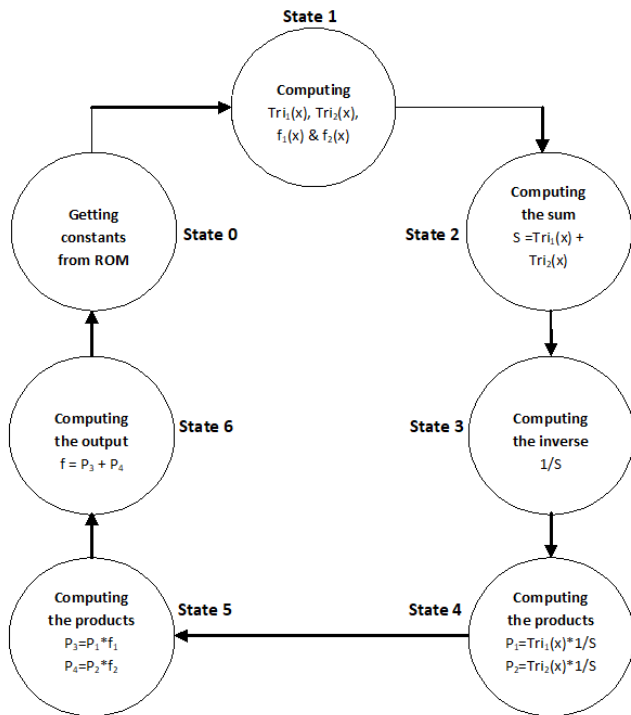 State 1
Computing
Tri₁(x), Tri₂(x),
f₁(x) & f₂(x)
Getting
constants
from ROM
State 0
State 2
Computing
the sum
S =Tri₁(x) +
Tri₂(x)
Computing
the output
f = P₃ + P₄
State 6
State 3
Computing
the inverse
1/S
Computing
the products
P₃=P₁*f₁
P₄=P₂*f₂
State 5
State 4
Computing
the products
P₁=Tri₁(x)*1/S
P₂=Tri₂(x)*1/S